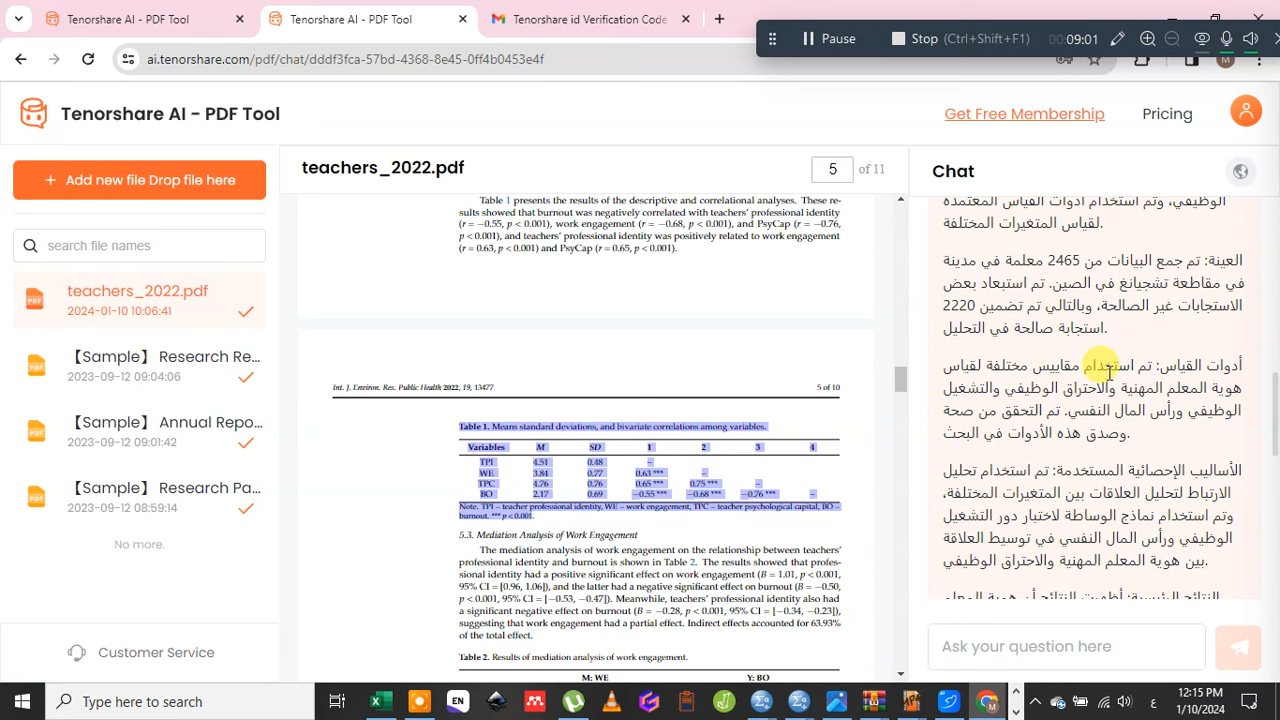 Tenorshare AI - PDF Tool
Tenorshare AI - PDF Tool
Tenorshare id Verification Code
Pause
Stop (Ctrl+Shift+F1)
00:09:01
ai.tenorshare.com/pdf/chat/dddf3fca-57bd-4368-8e45-0ff4b0453e4f
M
Tenorshare AI - PDF Tool
Get Free Membership
Pricing
+ Add new file Drop file here
search file names
PDF
teachers_2022.pdf
2024-01-10 10:06:41
PDF
【Sample】 Research Re...
2023-09-12 09:04:06
PDF
【Sample】 Annual Repo...
2023-09-12 09:01:42
PDF
【Sample】 Research Pa...
2023-09-12 08:59:14
No more.
Customer Service
teachers_2022.pdf
5 of 11
Table 1 presents the results of the descriptive and correlational analyses. These re-
sults showed that burnout was negatively correlated with teachers' professional identity
(r = −0.55, p < 0.001), work engagement (r = −0.68, p < 0.001), and PsyCap (r = −0.76,
p < 0.001), and teachers' professional identity was positively related to work engagement
(r = 0.63, p < 0.001) and PsyCap (r = 0.65, p < 0.001).
Int. J. Environ. Res. Public Health 2022, 19, 13477
5 of 10
Table 1. Means standard deviations, and bivariate correlations among variables.
Variables M SD 1 2 3 4
TPI 4.51 0.48 –
WE 3.84 0.77 0.63 *** –
TPC 4.76 0.76 0.65 *** 0.75 *** –
BO 2.17 0.69 −0.55 *** −0.68 *** −0.76 *** –
Note. TPI – teacher professional identity, WE – work engagement, TPC – teacher psychological capital, BO –
burnout. *** p < 0.001.
5.3. Mediation Analysis of Work Engagement
The mediation analysis of work engagement on the relationship between teachers'
professional identity and burnout is shown in Table 2. The results showed that profes-
sional identity had a positive significant effect on work engagement (B = 1.01, p < 0.001,
95% CI = [0.96, 1.06]), and the latter had a negative significant effect on burnout (B = −0.50,
p < 0.001, 95% CI = [−0.53, −0.47]). Meanwhile, teachers' professional identity also had
a significant negative effect on burnout (B = −0.28, p < 0.001, 95% CI = [−0.34, −0.23]),
suggesting that work engagement had a partial effect. Indirect effects accounted for 63.93%
of the total effect.
Table 2. Results of mediation analysis of work engagement.
M: WE Y: BO
Chat
الوظيفي، وتم استخدام أدوات القياس المعتمدة
لقياس المتغيرات المختلفة.
العينة: تم جمع البيانات من 2465 معلمة في مدينة
في مقاطعة تشجيانغ في الصين. تم استبعاد بعض
الاستجابات غير الصالحة، وبالتالي تم تضمين 2220
استجابة صالحة في التحليل.
أدوات القياس: تم استخدام مقاييس مختلفة لقياس
هوية المعلم المهنية والاحتراق الوظيفي والتشغيل
الوظيفي ورأس المال النفسي. تم التحقق من صحة
وصدق هذه الأدوات في البحث.
الأساليب الإحصائية المستخدمة: تم استخدام تحليل
الارتباط لتحليل العلاقات بين المتغيرات المختلفة،
وتم استخدام نماذج الوساطة لاختبار دور التشغيل
الوظيفي ورأس المال النفسي في توسيط العلاقة
بين هوية المعلم المهنية والاحتراق الوظيفي.
النتائج الرئيسية: أظهرت النتائج أن هوية المعلم
Ask your question here
Type here to search
EN
ع
12:15 PM
1/10/2024